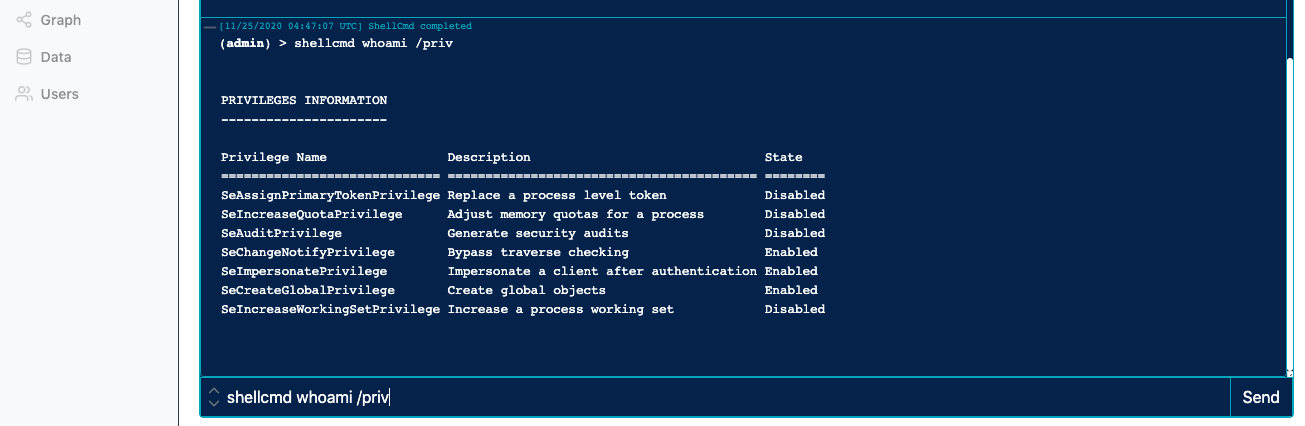 Graph
Data
Users
[11/25/2020 04:47:07 UTC] ShellCmd completed
(admin) > shellcmd whoami /priv
PRIVILEGES INFORMATION
----------------------
Privilege Name Description State
============================= ========================================= ========
SeAssignPrimaryTokenPrivilege Replace a process level token Disabled
SeIncreaseQuotaPrivilege Adjust memory quotas for a process Disabled
SeAuditPrivilege Generate security audits Disabled
SeChangeNotifyPrivilege Bypass traverse checking Enabled
SeImpersonatePrivilege Impersonate a client after authentication Enabled
SeCreateGlobalPrivilege Create global objects Enabled
SeIncreaseWorkingSetPrivilege Increase a process working set Disabled
shellcmd whoami /priv Send